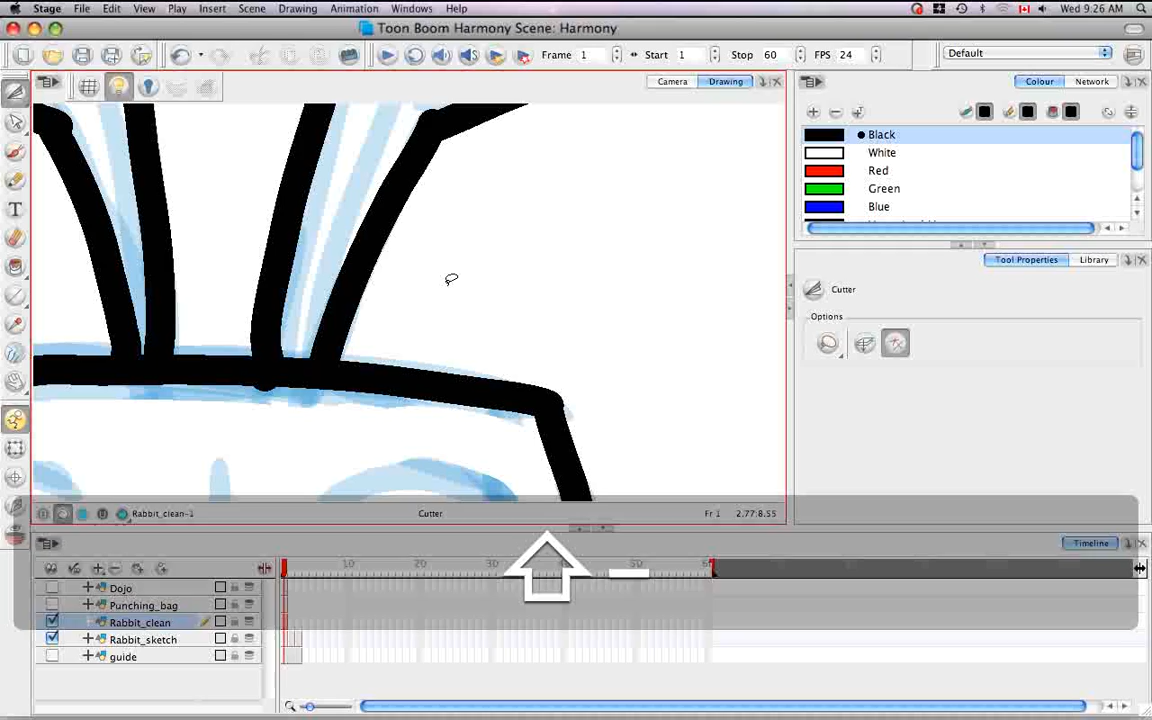 Stage File Edit View Play Insert Scene Drawing Animation Windows Help Wed 9:26 AM
Toon Boom Harmony Scene: Harmony
Frame 1 Start 1 Stop 60 FPS 24 Default
Camera Drawing Colour Network
Black
White
Red
Green
Blue
Tool Properties Library
Cutter
Options
T
Rabbit_clean-1 Cutter Fr 1 2.77:8.55
Timeline
10 20 30 50
Dojo
Punching_bag
Rabbit_clean
Rabbit_sketch
guide